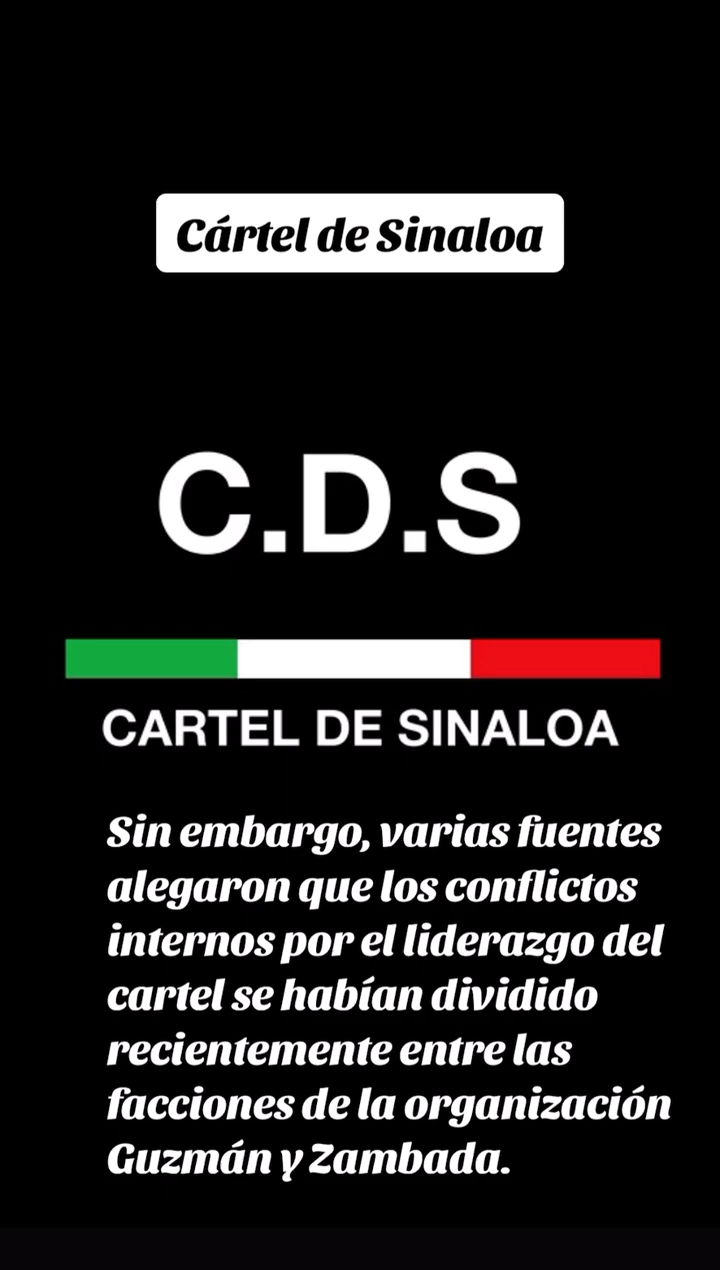 Cártel de Sinaloa
C.D.S
CARTEL DE SINALOA
Sin embargo, varias fuentes
alegaron que los conflictos
internos por el liderazgo del
cartel se habían dividido
recientemente entre las
facciones de la organización
Guzmán y Zambada.